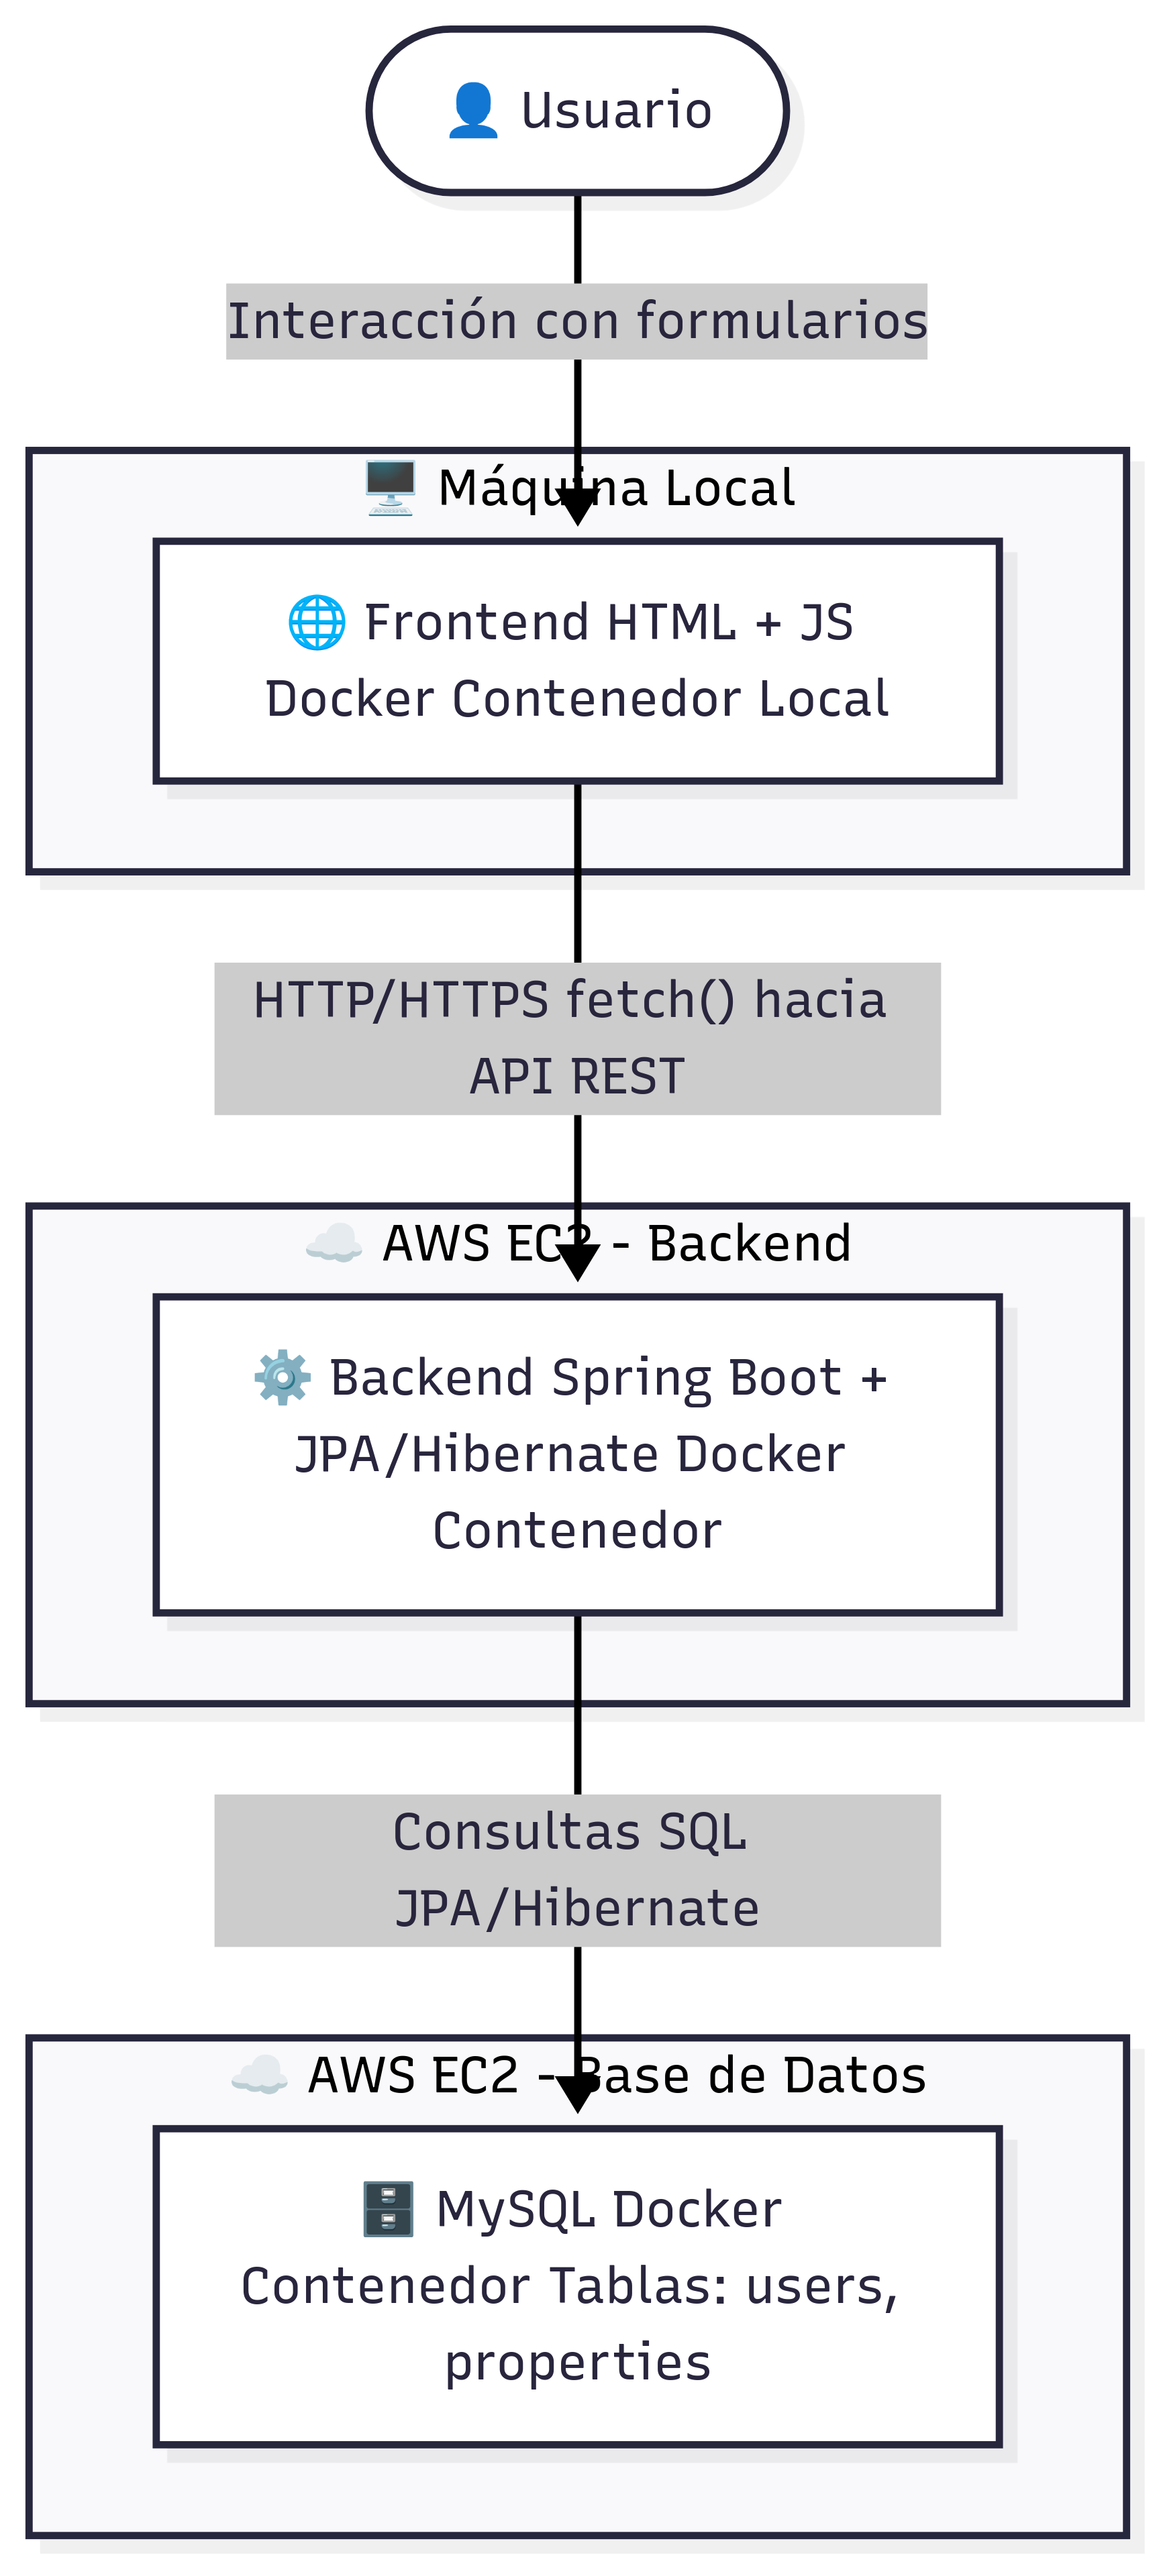 Usuario
Interacción con formularios
Máquina Local
Frontend HTML + JS
Docker Contenedor Local
HTTP/HTTPS fetch() hacia
API REST
AWS EC2 - Backend
Backend Spring Boot +
JPA/Hibernate Docker
Contenedor
Consultas SQL
JPA/Hibernate
AWS EC2 - Base de Datos
MySQL Docker
Contenedor Tablas: users,
properties